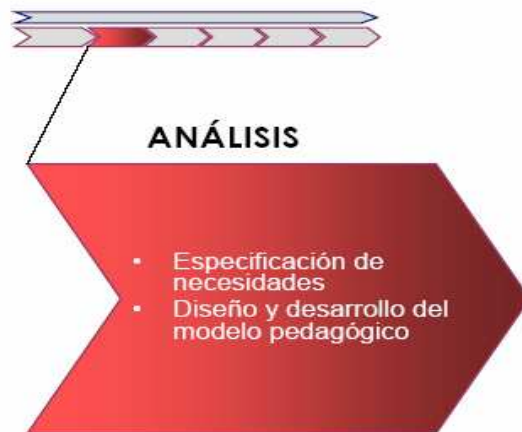 ANÁLISIS
• Especificación de
necesidades
• Diseño y desarrollo del
modelo pedagógico